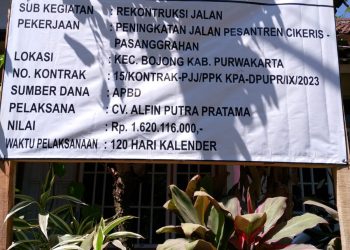 SUB KEGIATAN : REKONTRUKSI JALAN
PEKERJAAN : PENINGKATAN JALAN PESANTREN CIKERIS -
PASANGGRAHAN
LOKASI : KEC. BOJONG KAB. PURWAKARTA
NO. KONTRAK : 15/KONTRAK-PJJ/PPK KPA-DPUPR/IX/2023
SUMBER DANA : APBD
PELAKSANA : CV. ALFIN PUTRA PRATAMA
NILAI : Rp. 1.620.116.000,-
WAKTU PELAKSANAAN : 120 HARI KALENDER